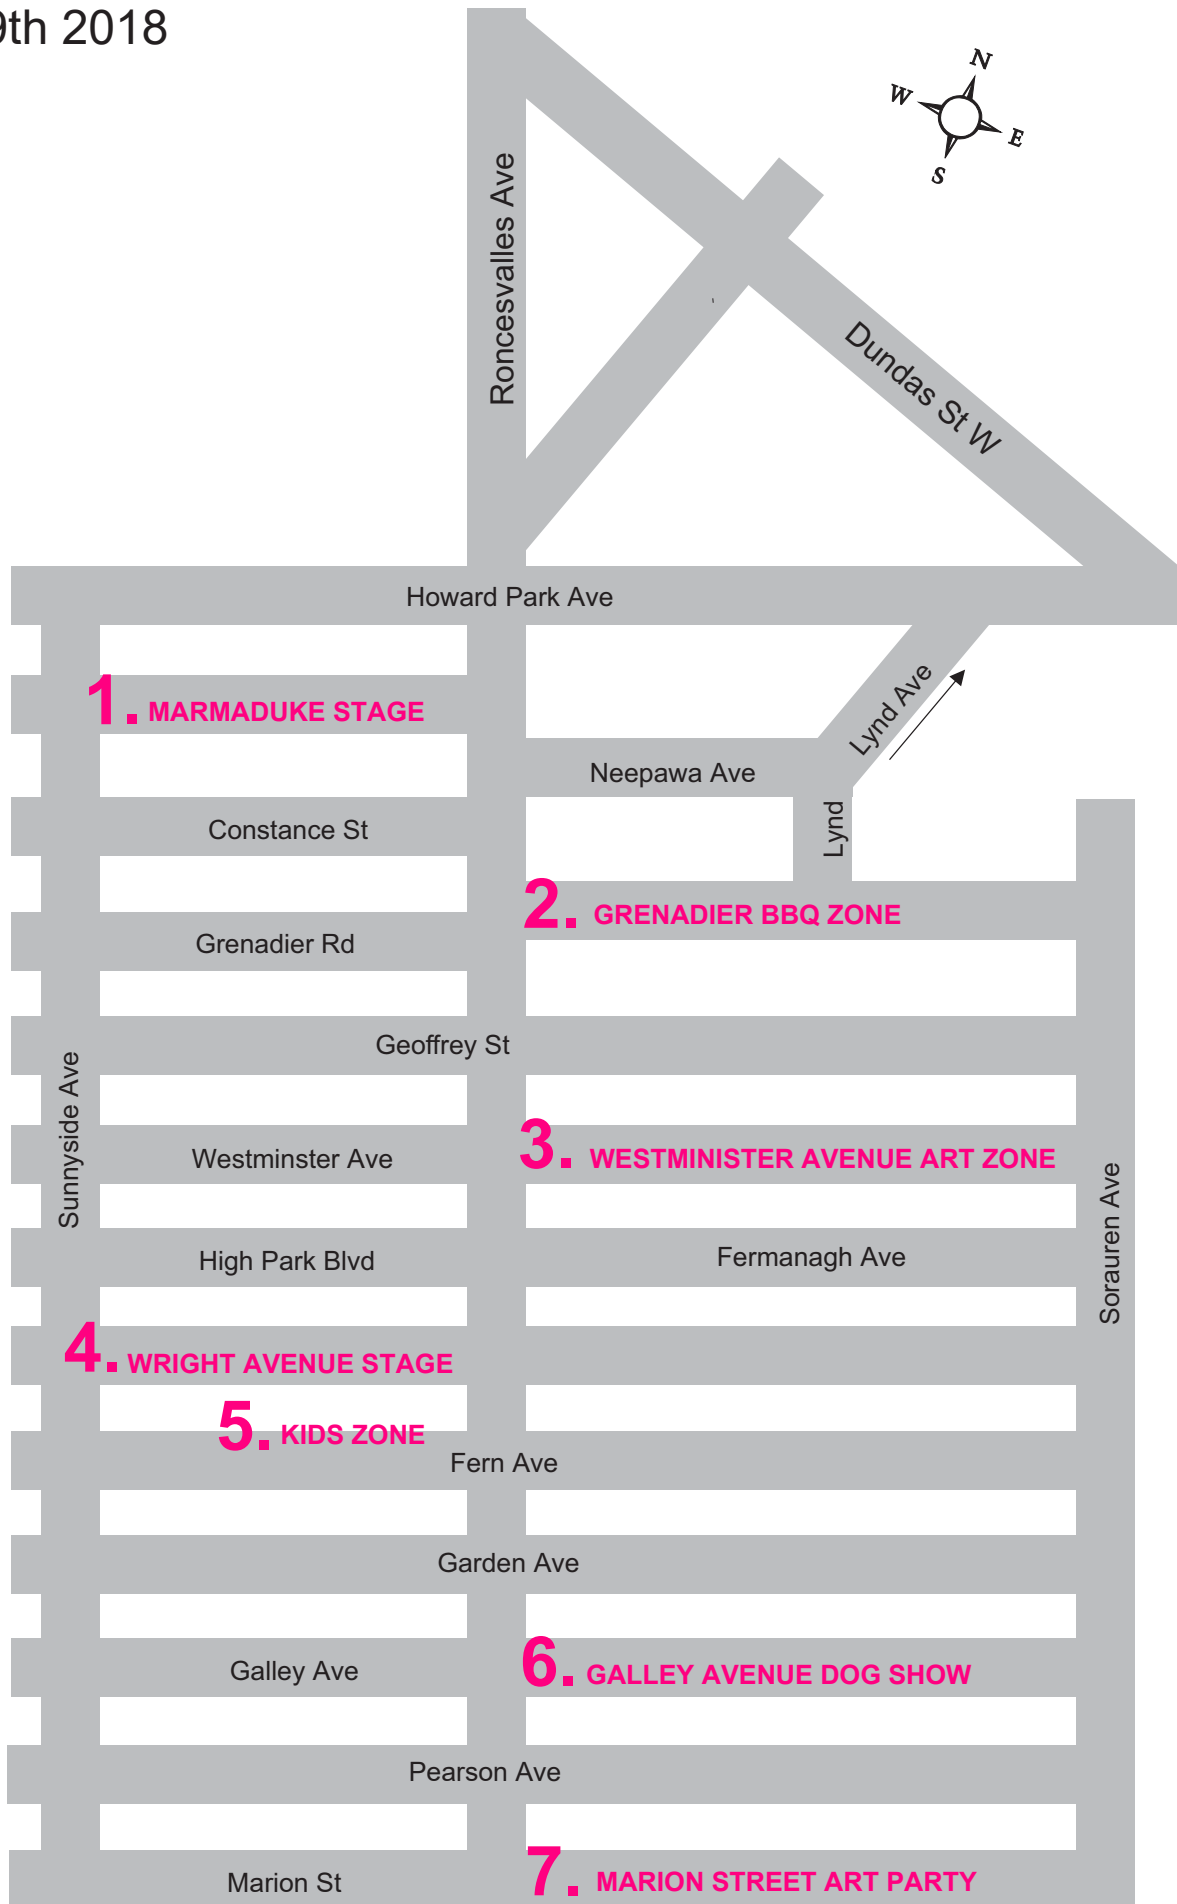 9th 2018
N
W
E
S
Roncesvalles Ave
Dundas St W
Howard Park Ave
1. MARMADUKE STAGE
Lynd Ave
Neepawa Ave
Constance St
Lynd
2. GRENADIER BBQ ZONE
Grenadier Rd
Geoffrey St
Sunnyside Ave
Westminster Ave
3. WESTMINISTER AVENUE ART ZONE
Sorauren Ave
High Park Blvd
Fermanagh Ave
4. WRIGHT AVENUE STAGE
5. KIDS ZONE
Fern Ave
Garden Ave
Galley Ave
6. GALLEY AVENUE DOG SHOW
Pearson Ave
Marion St
7. MARION STREET ART PARTY